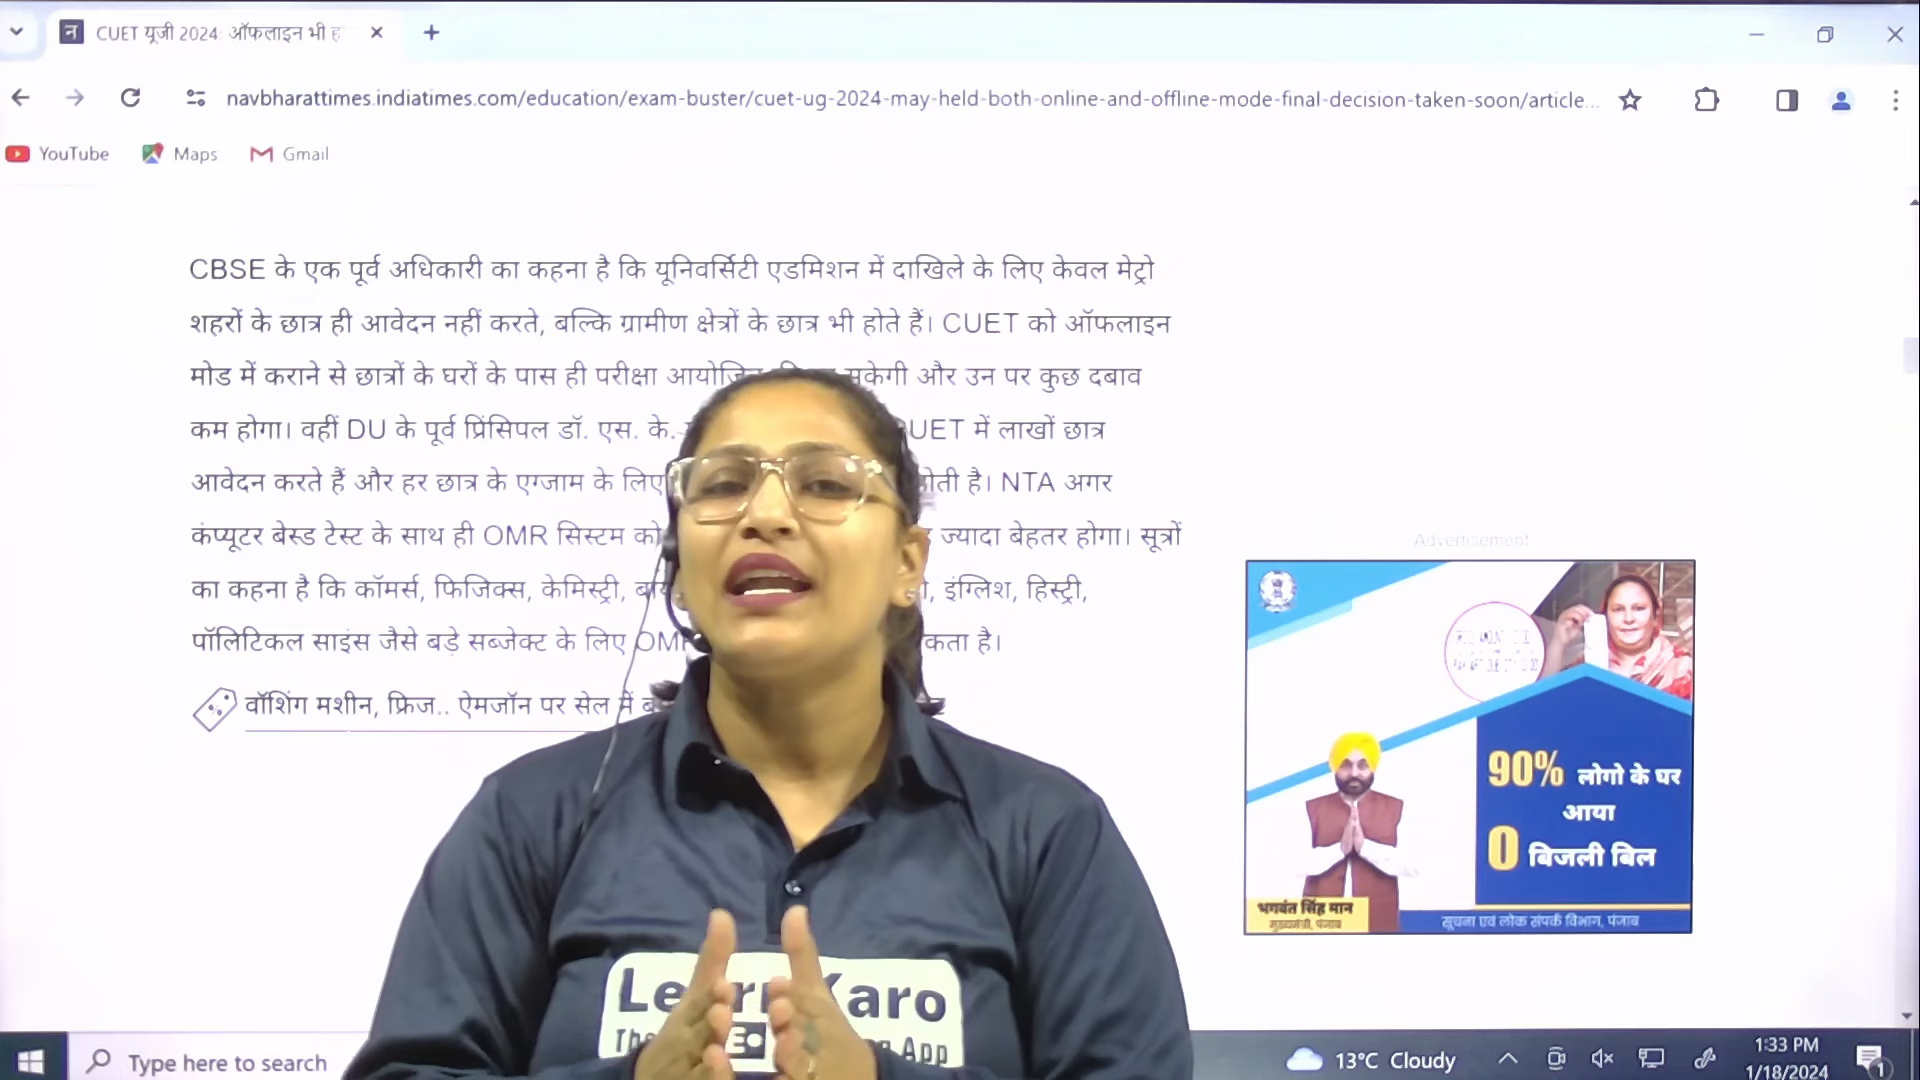 CUET यूजी 2024: ऑफलाइन भी ह
navbharattimes.indiatimes.com/education/exam-buster/cuet-ug-2024-may-held-both-online-and-offline-mode-final-decision-taken-soon/article...
YouTube Maps Gmail
CBSE के एक पूर्व अधिकारी का कहना है कि यूनिवर्सिटी एडमिशन में दाखिले के लिए केवल मेट्रो
शहरों के छात्र ही आवेदन नहीं करते, बल्कि ग्रामीण क्षेत्रों के छात्र भी होते हैं। CUET को ऑफलाइन
मोड में कराने से छात्रों के घरों के पास ही परीक्षा सकेगी और उन पर कुछ दबाव
कम होगा। वहीं DU के पूर्व प्रिंसिपल डॉ. एस. के. में लाखों छात्र
आवेदन करते हैं और हर छात्र के एग्जाम के लिए होती है। NTA अगर
कंप्यूटर बेस्ड टेस्ट के साथ ही OMR सिस्टम को ज्यादा बेहतर होगा। सूत्रों
का कहना है कि कॉमर्स, फिजिक्स, केमिस्ट्री, इंग्लिश, हिस्ट्री,
पॉलिटिकल साइंस जैसे बड़े सब्जेक्ट के लिए है।
वॉशिंग मशीन, फ्रिज.. ऐमजॉन पर सेल में
Advertisement
90% लोगो के घर
आया
0 बिजली बिल
भगवंत सिंह मान
मुख्यमंत्री, पंजाब
सूचना एवं लोक संपर्क विभाग, पंजाब
Karo
App
Type here to search
13°C Cloudy
1:33 PM
1/18/2024
1